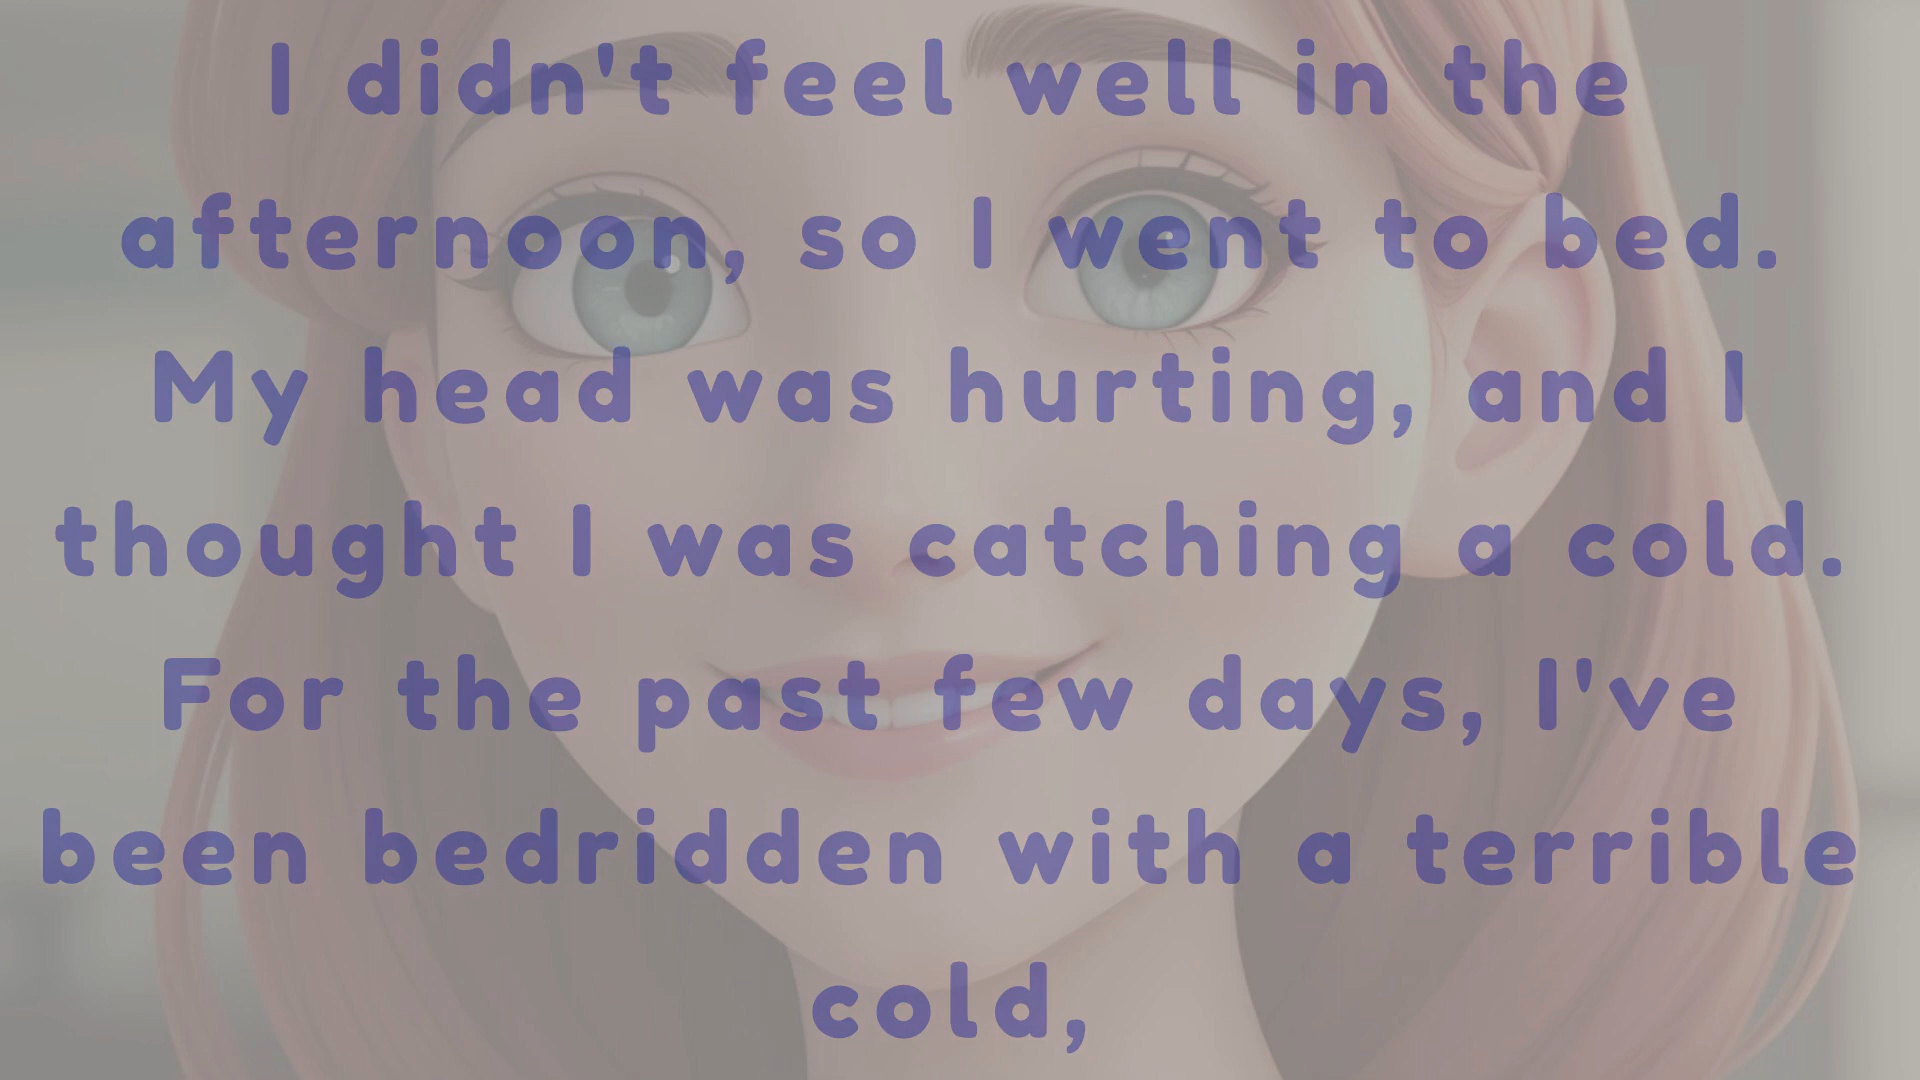 I didn't feel well in the
afternoon, so I went to bed.
My head was hurting, and I
thought I was catching a cold.
For the past few days, I've
been bedridden with a terrible
cold,